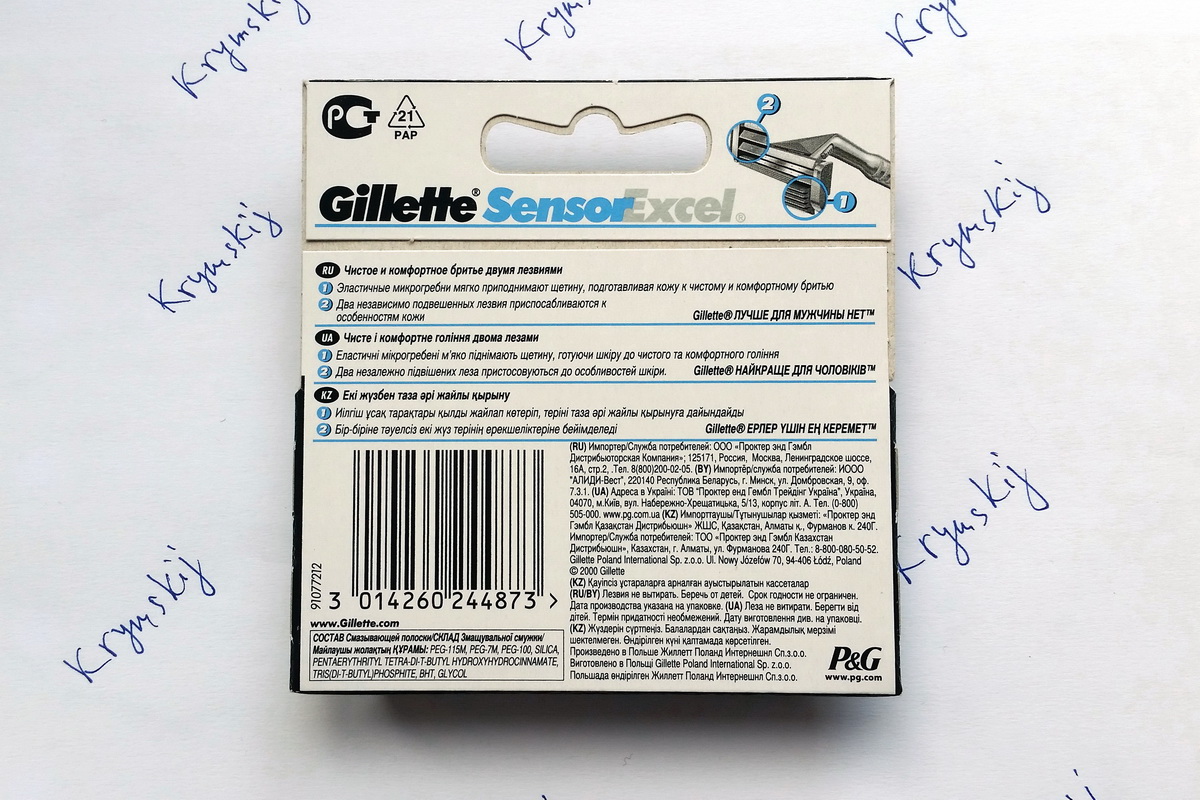 Krymskij
Krymskij
Krymskij
РСТ
21
PAP
2
1
Gillette® SensorExcel®
Krymskij
Krymskij
RU Чистое и комфортное бритье двумя лезвиями
1 Эластичные микрогребни мягко приподнимают щетину, подготавливая кожу к чистому и комфортному бритью
2 Два независимо подвешенных лезвия приспосабливаются к
особенностям кожи Gillette® ЛУЧШЕ ДЛЯ МУЖЧИНЫ НЕТ™
UA Чисте і комфортне гоління двома лезами
1 Еластичні мікрогребені м'яко піднімають щетину, готуючи шкіру до чистого та комфортного гоління
2 Два незалежно підвішених леза пристосовуються до особливостей шкіри. Gillette® НАЙКРАЩЕ ДЛЯ ЧОЛОВІКІВ™
KZ Екі жүзбен таза әрі жайлы қырыну
1 Иілгіш ұсақ тарақтары қылды жайлап көтеріп, теріні таза әрі жайлы қырынуға дайындайды
2 Бір-біріне тәуелсіз екі жүз терінің ерекшеліктеріне бейімделеді Gillette® ЕРЛЕР ҮШІН ЕҢ КЕРЕМЕТ™
(RU) Импортер/Служба потребителей: ООО «Проктер энд Гэмбл
Дистрибьюторская Компания»; 125171, Россия, Москва, Ленинградское шоссе,
16А, стр.2, .Тел. 8(800)200-02-05. (BY) Импортёр/служба потребителей: ИООО
"АЛИДИ-Вест", 220140 Республика Беларусь, г. Минск, ул. Домбровская, 9, оф.
7.3.1. (UA) Адреса в Україні: ТОВ "Проктер енд Гембл Трейдінг Україна", Україна,
04070, м.Київ, вул. Набережно-Хрещатицька, 5/13, корпус літ. А. Тел. (0-800)
505-000. www.pg.com.ua (KZ) Импорттаушы/Тұтынушылар қызметі: «Проктер энд
Гэмбл Қазақстан Дистрибьюшн» ЖШС, Қазақстан, Алматы қ., Фурманов к. 240Г.
Импортер/Служба потребителей: ТОО «Проктер энд Гэмбл Казахстан
Дистрибьюшн», Казахстан, г. Алматы, ул. Фурманова 240Г. Тел.: 8-800-080-50-52.
Gillette Poland International Sp. z.o.o. Ul. Nowy Józefów 70, 94-406 Łódź, Poland
© 2000 Gillette
(KZ) Қауіпсіз ұстараларға арналған ауыстырылатын кассеталар
(RU/BY) Лезвия не вытирать. Беречь от детей. Срок годности не ограничен.
Дата производства указана на упаковке. (UA) Леза не витирати. Берегти від
дітей. Термін придатності необмежений. Дату виготовлення див. на упаковці.
(KZ) Жүздерін сүртпеңіз. Балалардан сақтаңыз. Жарамдылық мерзімі
шектелмеген. Өндірілген күні қаптамада көрсетілген.
Произведено в Польше Жиллетт Поланд Интернешнл Сп.з.о.о.
Виготовлено в Польщі Gillette Poland International Sp. z.o.o.
Польшада өндірілген Жиллетт Поланд Интернешнл Сп.з.о.о.
91077212
3 014260 244873 >
www.Gillette.com
СОСТАВ Смазывающей полоски/СКЛАД Змащувальної смужки/
Майлаушы жолақтың ҚҰРАМЫ: PEG-115M, PEG-7M, PEG-100, SILICA,
PENTAERYTHRITYL TETRA-DI-T-BUTYL HYDROXYHYDROCINNAMATE,
TRIS(DI-T-BUTYL)PHOSPHITE, BHT, GLYCOL
P&G
www.pg.com
Krymskij
Krymskij